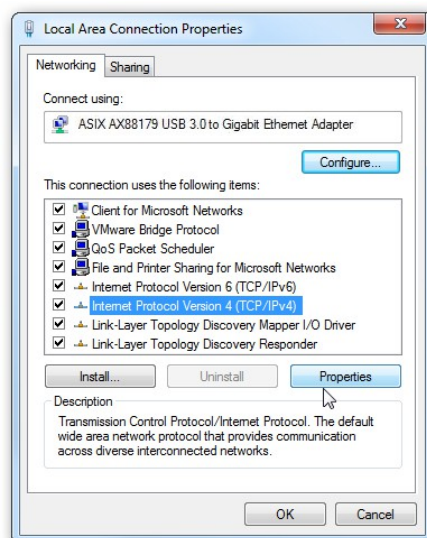 Local Area Connection Properties
Networking
Sharing
Connect using:
ASIX AX88179 USB 3.0 to Gigabit Ethernet Adapter
Configure...
This connection uses the following items:
Client for Microsoft Networks
VMware Bridge Protocol
QoS Packet Scheduler
File and Printer Sharing for Microsoft Networks
Internet Protocol Version 6 (TCP/IPv6)
Internet Protocol Version 4 (TCP/IPv4)
Link-Layer Topology Discovery Mapper I/O Driver
Link-Layer Topology Discovery Responder
Install...
Uninstall
Properties
Description
Transmission Control Protocol/Internet Protocol. The default
wide area network protocol that provides communication
across diverse interconnected networks.
OK
Cancel